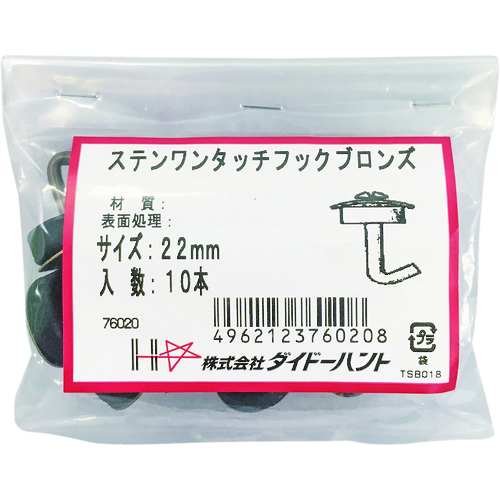 ステンワンタッチフックブロンズ
材　質：
表面処理：
サイズ：22mm
入　数：10本
76020
4962123760208
H☆ 株式会社 ダイドーハント
プラ
袋
TSB018